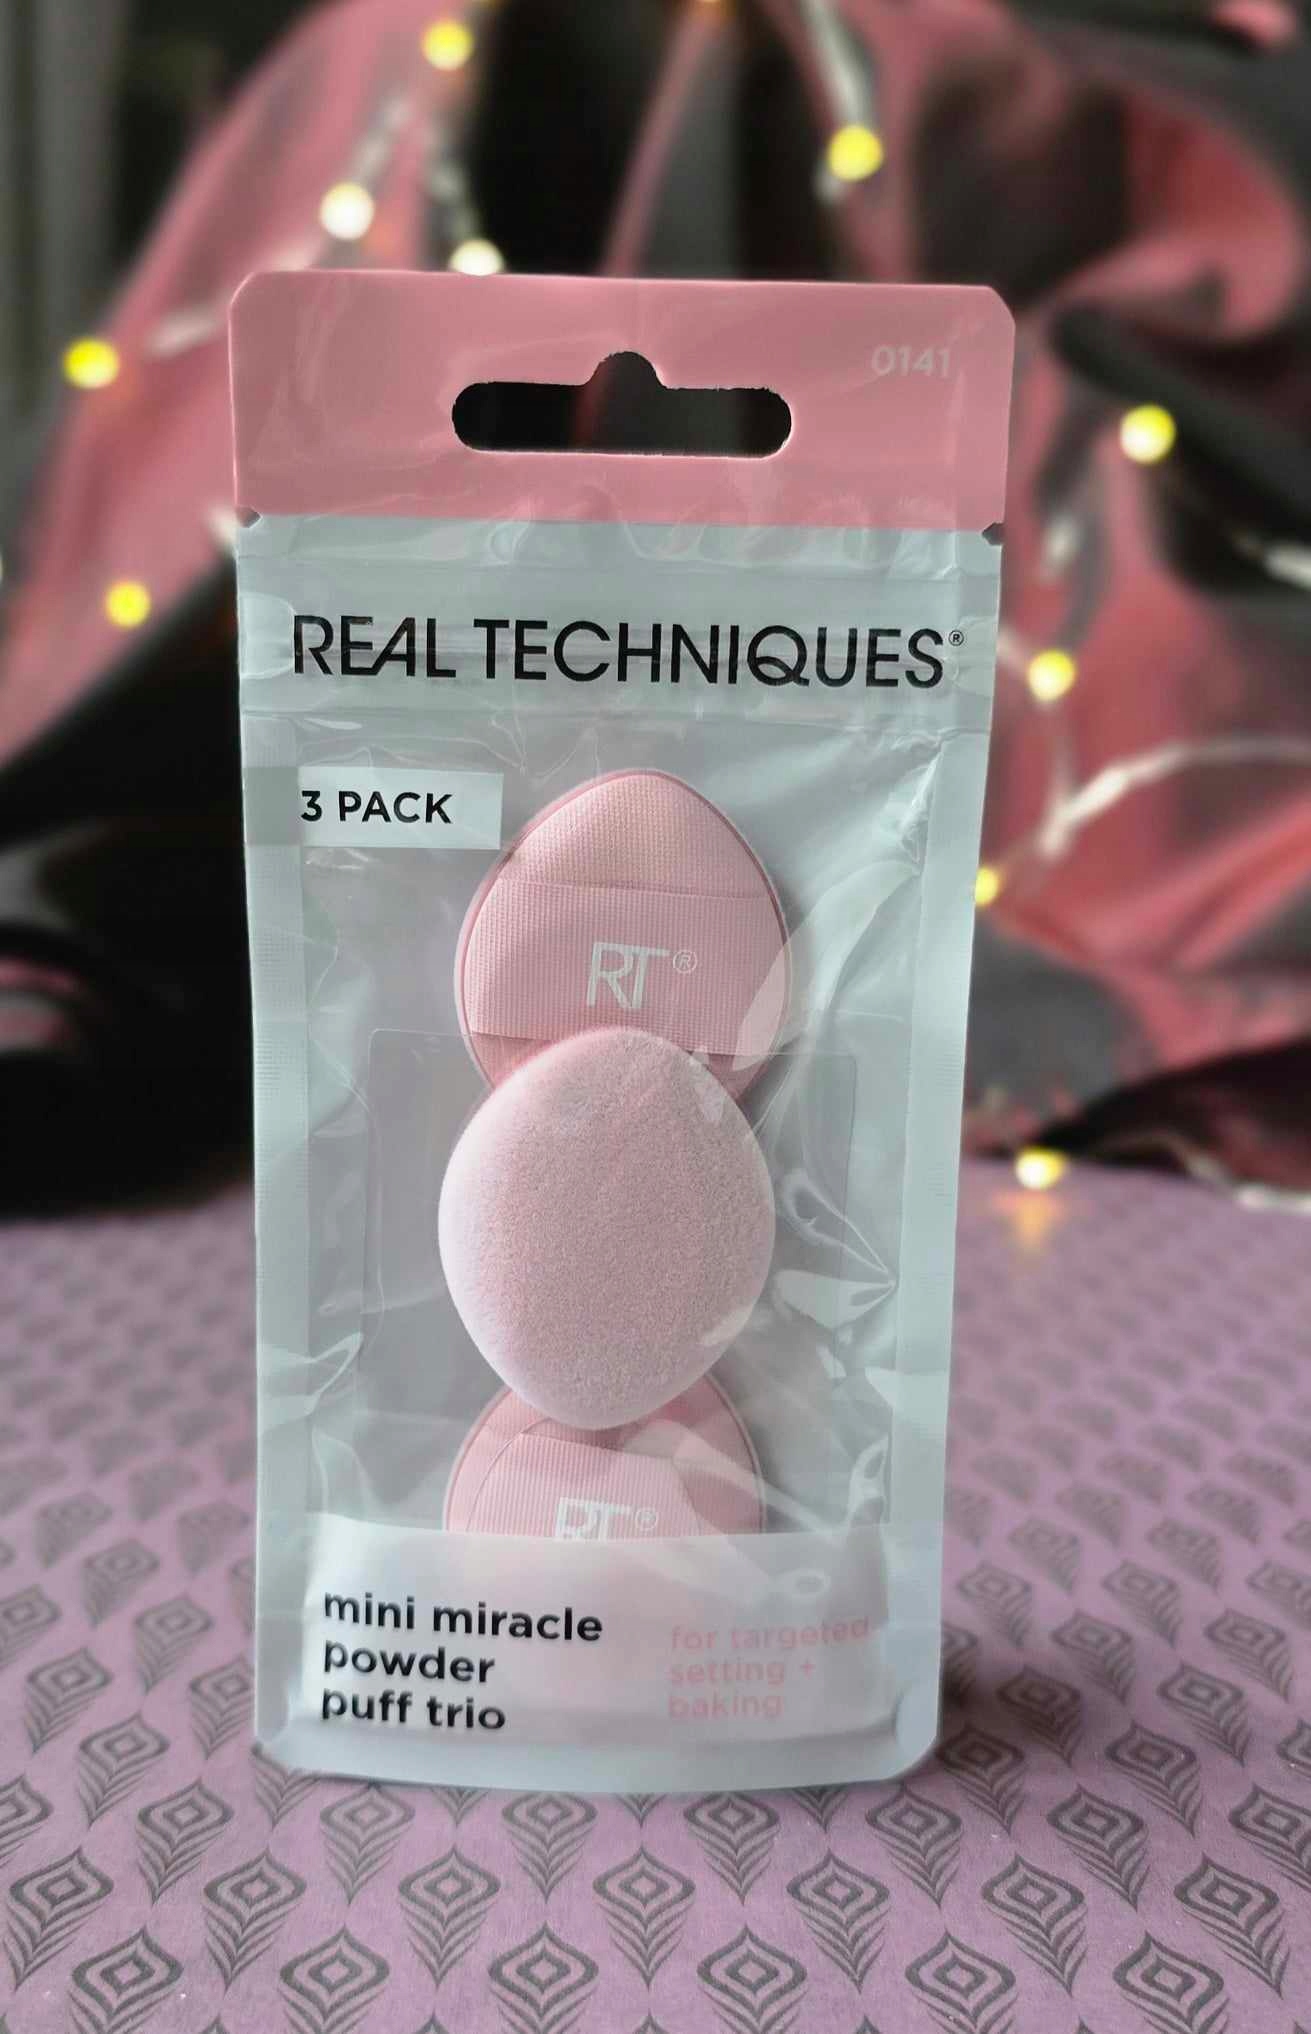 0141
REAL TECHNIQUES®
3 PACK
RT®
RT®
mini miracle
powder
puff trio
for targeted
setting +
baking